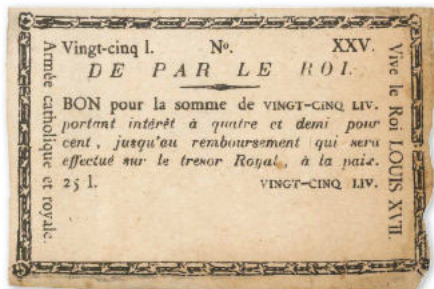 Vingt-cinq l. Nº. XXV.
DE PAR LE ROI.
BON pour la somme de VINGT-CINQ LIV.
portant intérêt à quatre et demi pour
cent, jusqu'au remboursement qui sera
effectué sur le tresor Royal, à la paix.
25 l. VINGT-CINQ LIV.
Armée catholique et royale.
Vive le Roi LOUIS XVII.